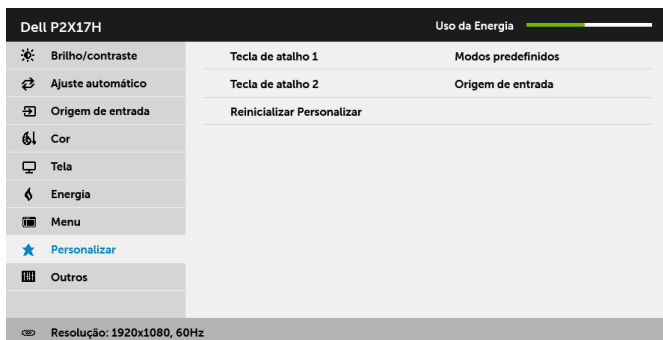 Dell P2X17H Uso da Energia
Brilho/contraste Tecla de atalho 1 Modos predefinidos
Ajuste automático Tecla de atalho 2 Origem de entrada
Origem de entrada Reinicializar Personalizar
Cor
Tela
Energia
Menu
Personalizar
Outros
Resolução: 1920x1080, 60Hz